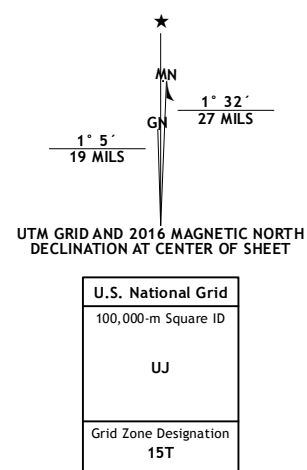 ★
MN
1° 32´
27 MILS
GN
1° 5´
19 MILS
UTM GRID AND 2016 MAGNETIC NORTH
DECLINATION AT CENTER OF SHEET
U.S. National Grid
100,000-m Square ID
UJ
Grid Zone Designation
15T